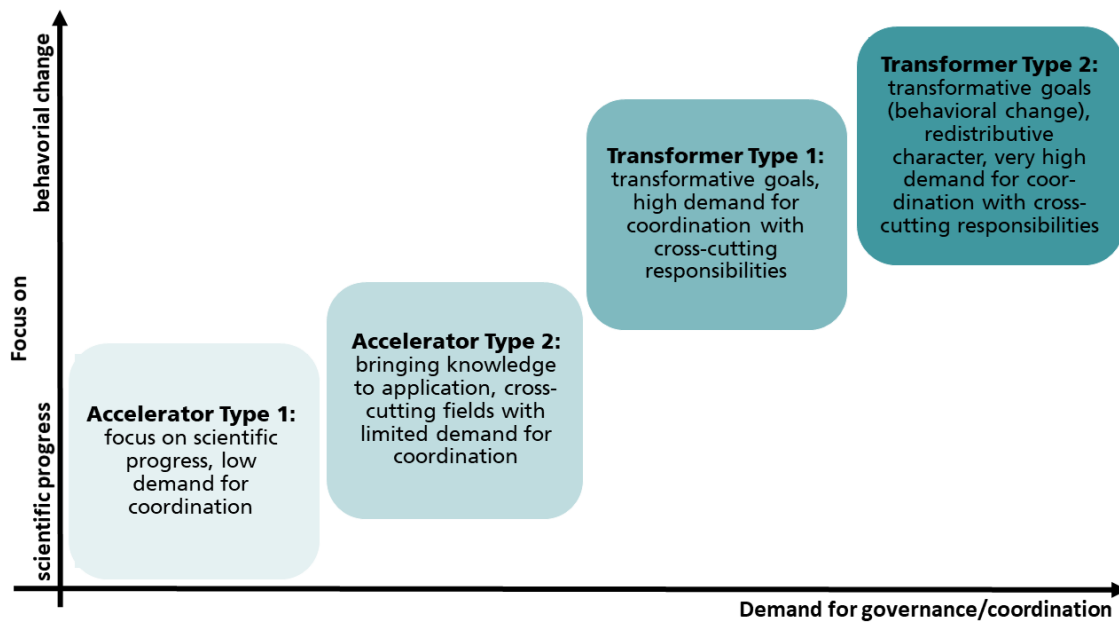 behavorial change
Focus on
scientific progress
Accelerator Type 1:
focus on scientific
progress, low
demand for
coordination
Accelerator Type 2:
bringing knowledge
to application, cross-
cutting fields with
limited demand for
coordination
Transformer Type 1:
transformative goals,
high demand for
coordination with
cross-cutting
responsibilities
Transformer Type 2:
transformative goals
(behavioral change),
redistributive
character, very high
demand for coor-
dination with cross-
cutting responsibilities
Demand for governance/coordination